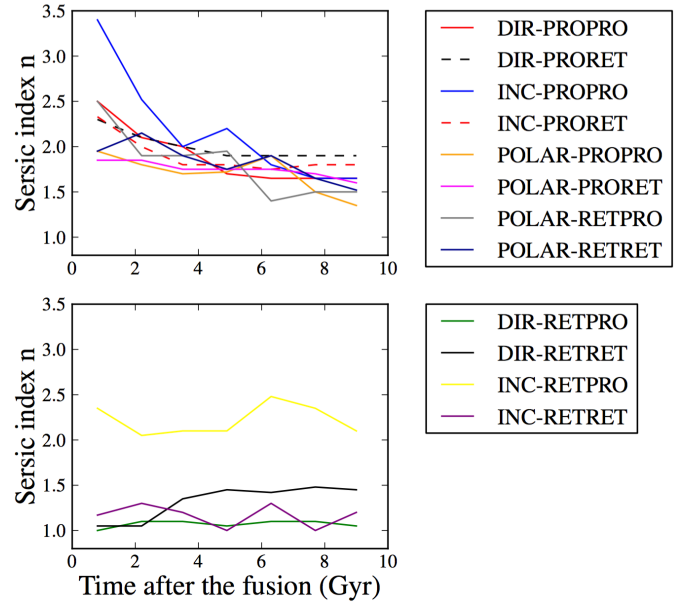 3.5
3.0
2.5
2.0
1.5
1.0
Sersic index n
0 2 4 6 8 10
DIR-PROPRO
DIR-PRORET
INC-PROPRO
INC-PRORET
POLAR-PROPRO
POLAR-PRORET
POLAR-RETPRO
POLAR-RETRET
3.5
3.0
2.5
2.0
1.5
1.0
Sersic index n
0 2 4 6 8 10
Time after the fusion (Gyr)
DIR-RETPRO
DIR-RETRET
INC-RETPRO
INC-RETRET